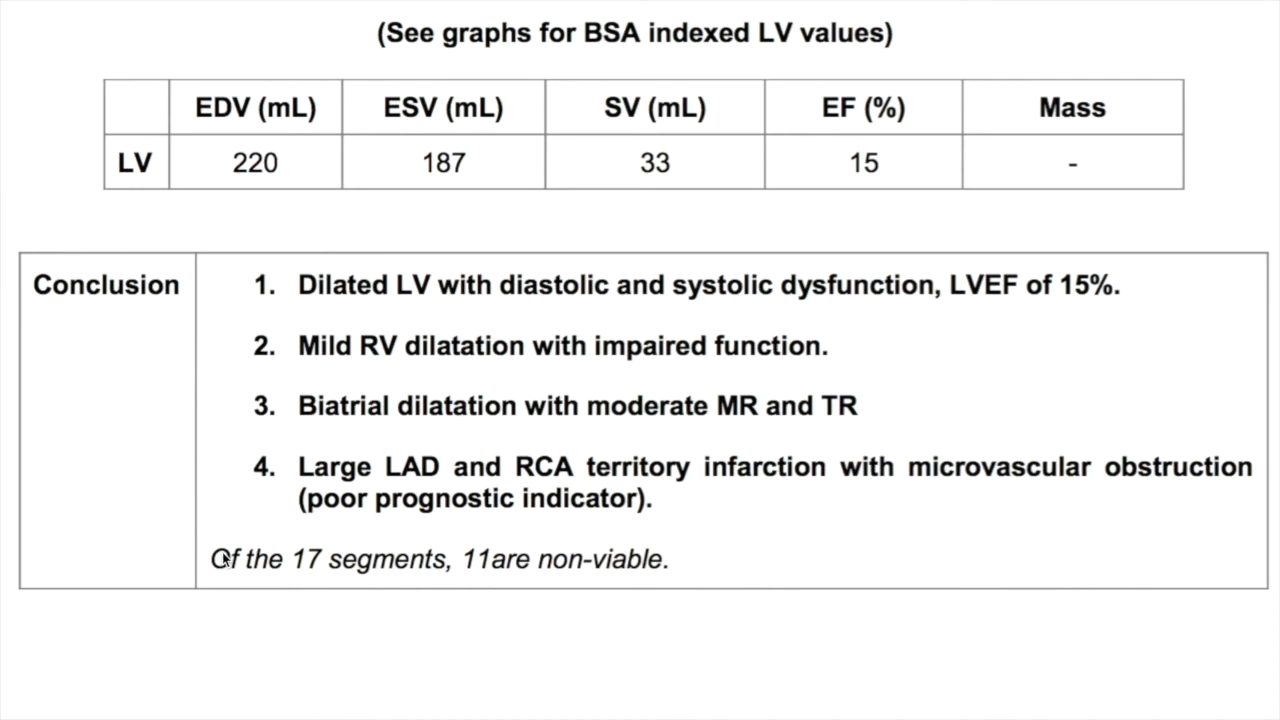 (See graphs for BSA indexed LV values)
EDV (mL) ESV (mL) SV (mL) EF (%) Mass
LV 220 187 33 15 -
Conclusion 1. Dilated LV with diastolic and systolic dysfunction, LVEF of 15%.
2. Mild RV dilatation with impaired function.
3. Biatrial dilatation with moderate MR and TR
4. Large LAD and RCA territory infarction with microvascular obstruction
(poor prognostic indicator).
Of the 17 segments, 11are non-viable.